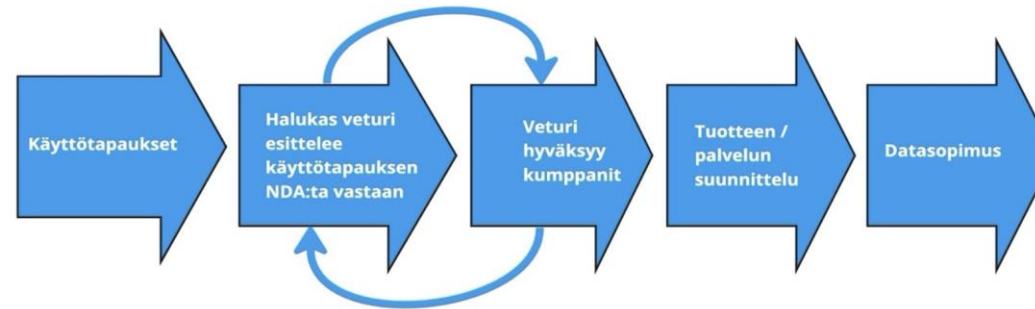 Käyttötapaukset
Halukas veturi
esittelee
käyttötapauksen
NDA:ta vastaan
Veturi
hyväksyy
kumppanit
Tuotteen /
palvelun
suunnittelu
Datasopimus